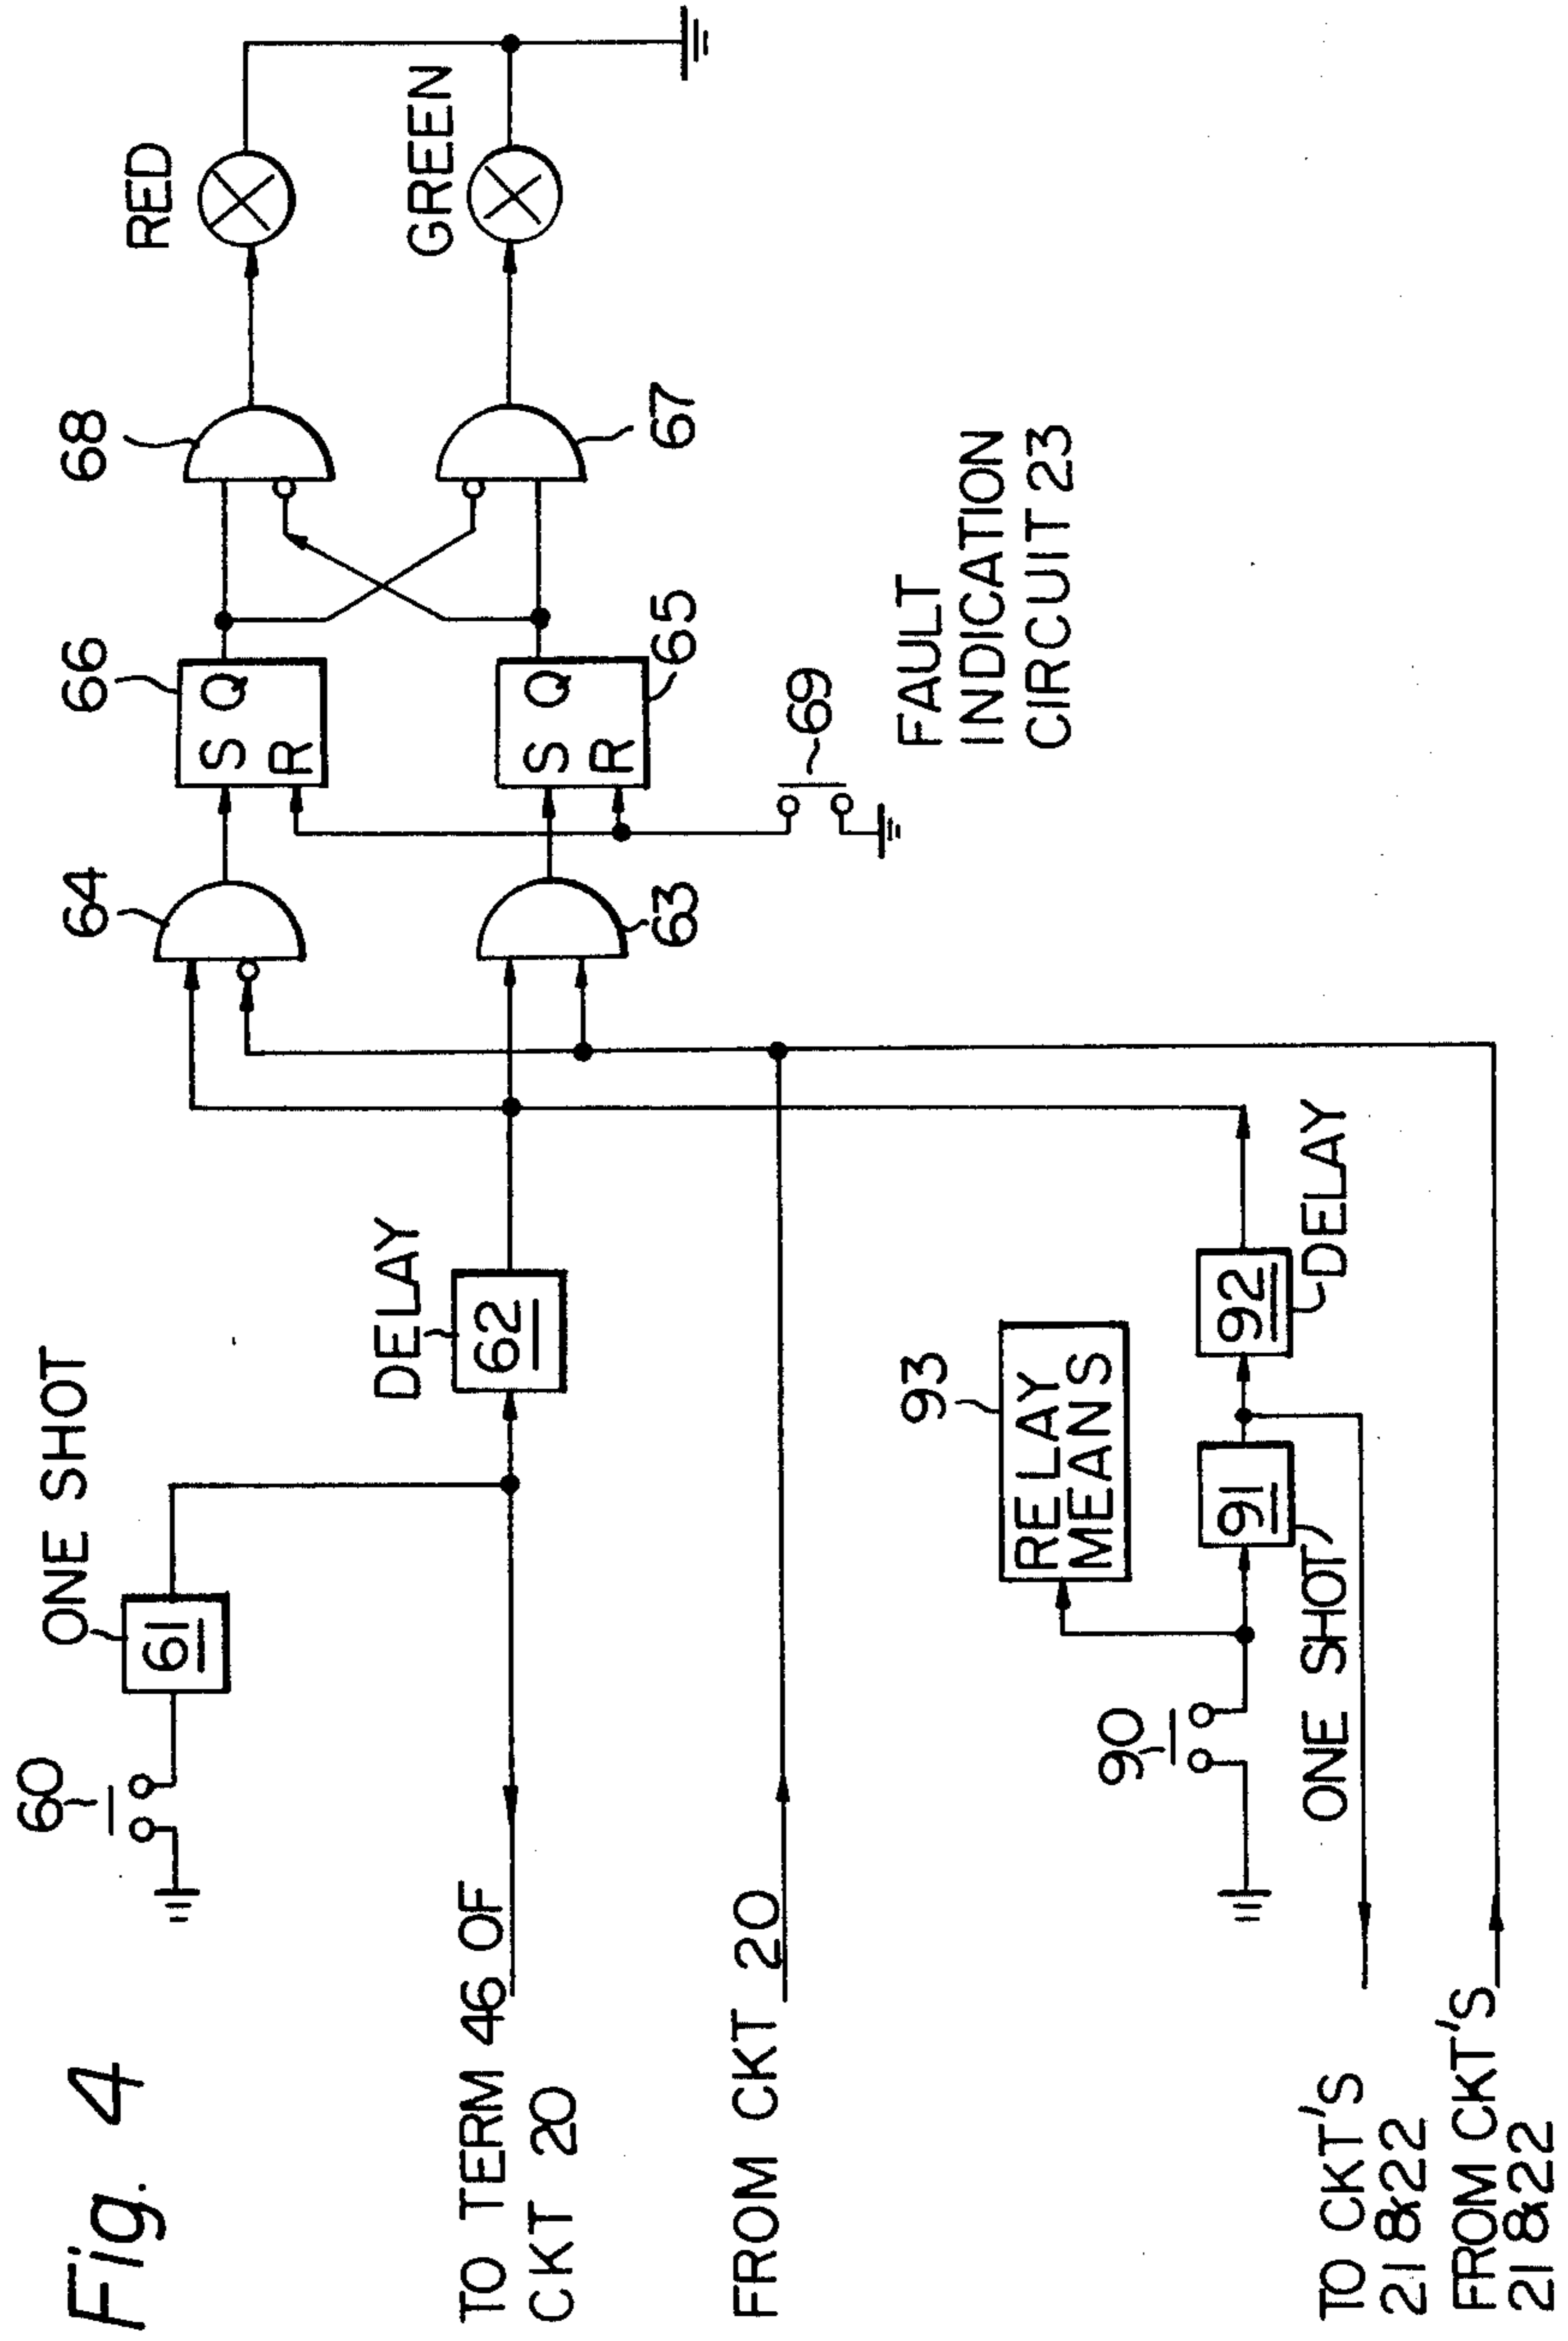 Fig. 4
60
ONE SHOT
61
TO TERM 46 OF
CKT 20
DELAY
62
FROM CKT 20
64
63
66
S Q
R
65
S Q
R
69
68
67
RED
GREEN
93
RELAY
MEANS
90
91
ONE SHOT
92
DELAY
TO CKT'S
21 & 22
FROM CKT'S
21 & 22
FAULT
INDICATION
CIRCUIT 23